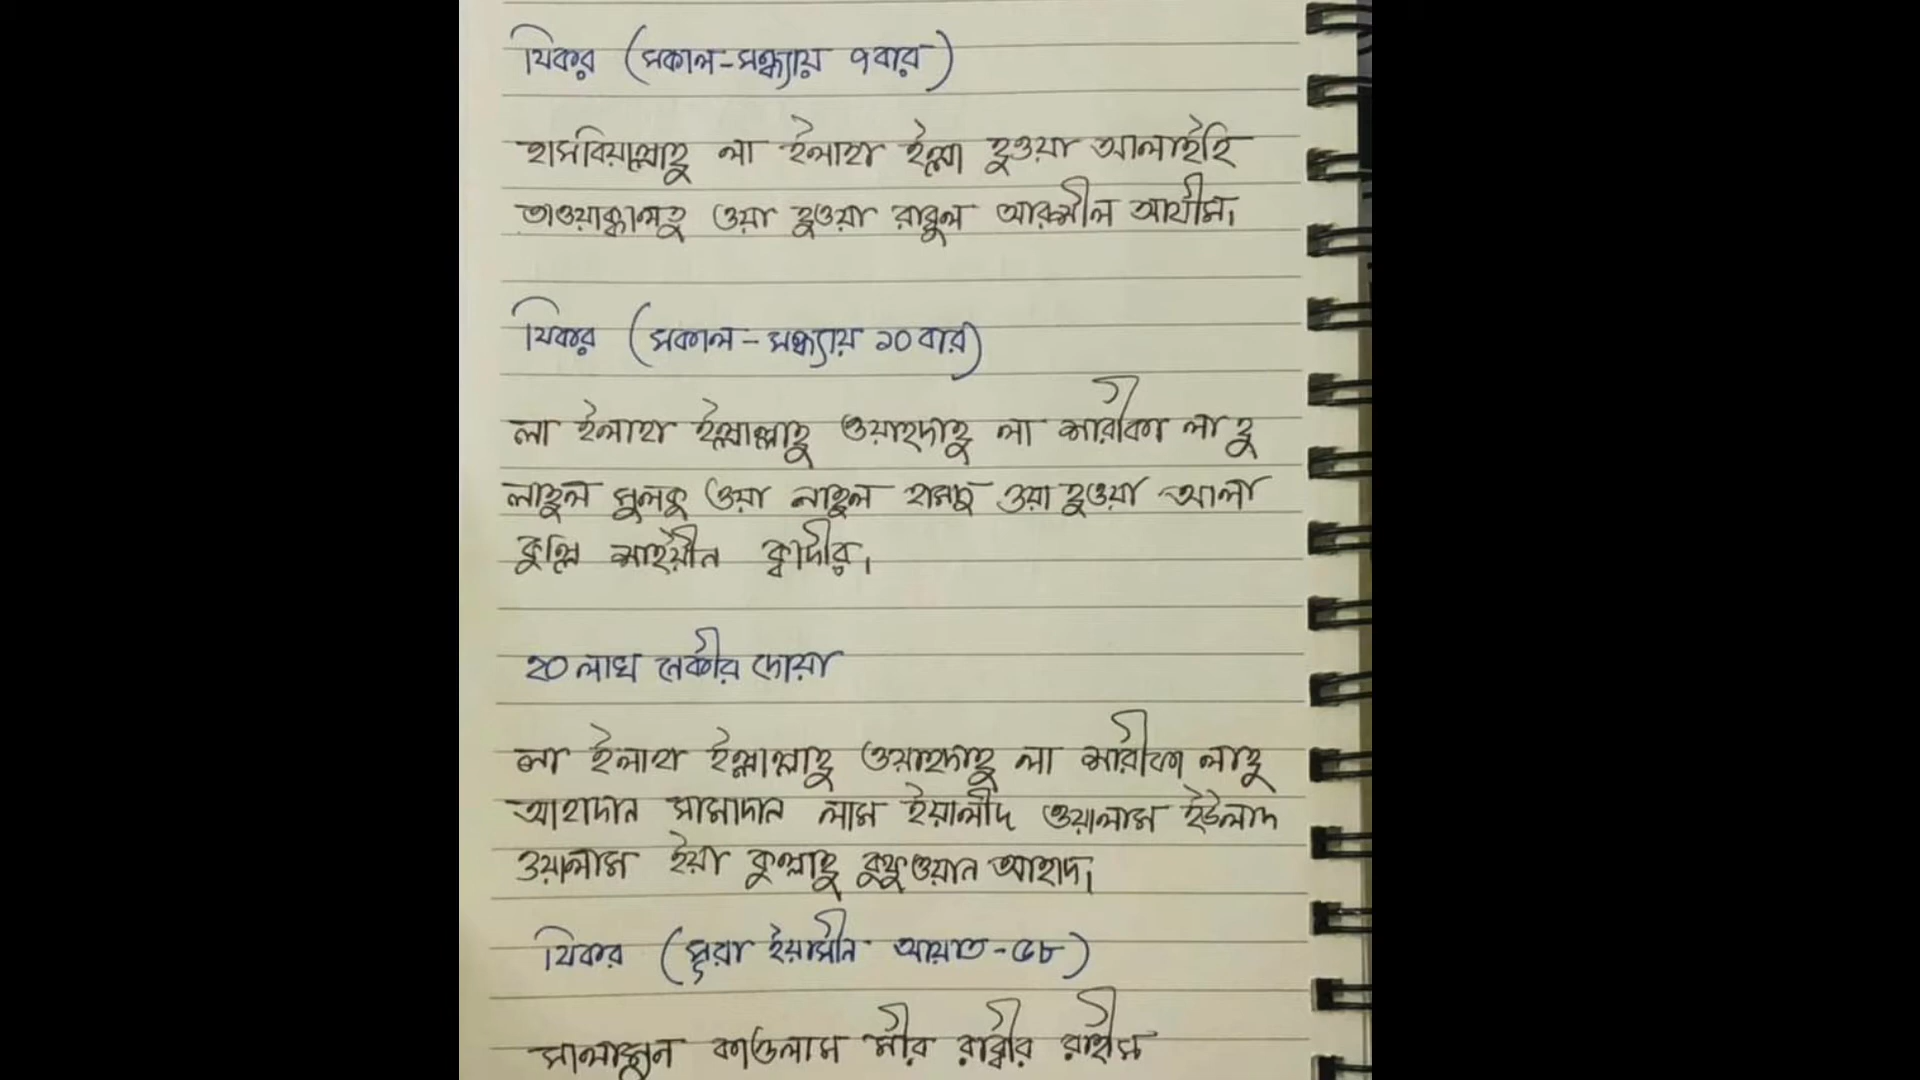 যিকর (সকাল-সন্ধ্যায় ৭বার)
হাসবিয়াল্লাহু লা ইলাহা ইল্লা হুওয়া আলাইহি
তাওয়াক্কালতু ওয়া হুওয়া রাব্বুল আরশীল আযীম।
যিকর (সকাল - সন্ধ্যায় ১০ বার)
লা ইলাহা ইল্লাল্লাহু ওয়াহদাহু লা শারীকা লাহু
লাহুল মুলকু ওয়া লাহুল হামদু ওয়া হুওয়া আলা
কুল্লি শাইয়ীন ক্বাদীর।
২০ লাখ নেকীর দোয়া
লা ইলাহা ইল্লাল্লাহু ওয়াহদাহু লা শারীকা লাহু
আহাদান সামাদান লাম ইয়ালীদ ওয়ালাম ইউলাদ
ওয়ালাম ইয়া কুল্লাহু কুফুওয়ান আহাদ।
যিকর (সূরা ইয়াসীন আয়াত - ৫৮)
সালামুন কাওলাম মীর রাব্বীর রাহীম